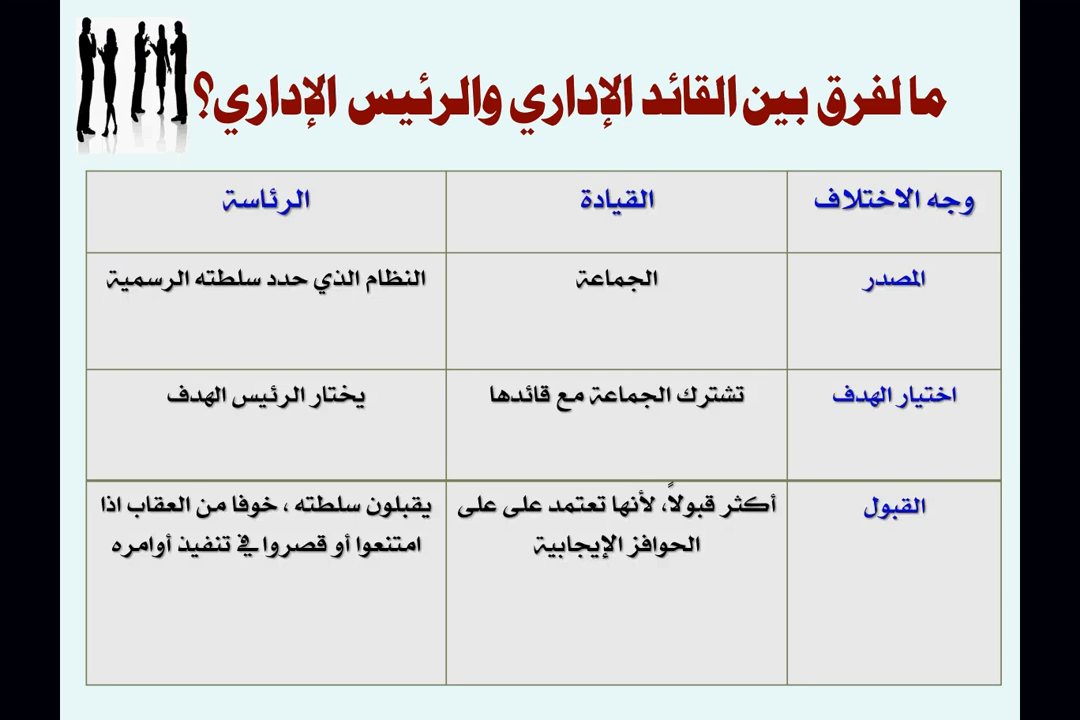 ما لفرق بين القائد الإداري والرئيس الإداري؟
وجه الاختلاف
القيادة
الرئاسة
المصدر
الجماعة
النظام الذي حدد سلطته الرسمية
اختيار الهدف
تشترك الجماعة مع قائدها
يختار الرئيس الهدف
القبول
أكثر قبولاً، لأنها تعتمد على على
الحوافز الإيجابية
يقبلون سلطته ، خوفا من العقاب اذا
امتنعوا أو قصروا في تنفيذ أوامره